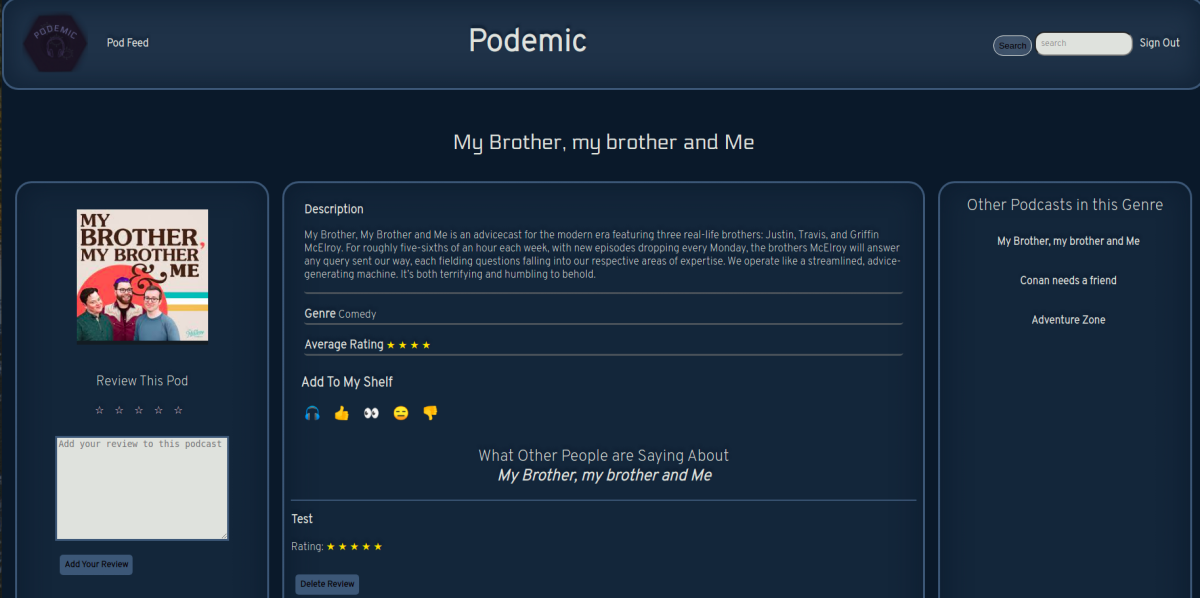 PODEMIC
Pod Feed
Podemic
Search
search
Sign Out
My Brother, my brother and Me
MY
BROTHER,
MY BROTHER
& ME
Review This Pod
☆ ☆ ☆ ☆ ☆
Add your review to this podcast
Add Your Review
Description
My Brother, My Brother and Me is an advicecast for the modern era featuring three real-life brothers: Justin, Travis, and Griffin
McElroy. For roughly five-sixths of an hour each week, with new episodes dropping every Monday, the brothers McElroy will answer
any query sent our way, each fielding questions falling into our respective areas of expertise. We operate like a streamlined, advice-
generating machine. It's both terrifying and humbling to behold.
Genre Comedy
Average Rating ★ ★ ★ ★
Add To My Shelf
🎧 👍 👀 😄 👎
What Other People are Saying About
My Brother, my brother and Me
Test
Rating: ★ ★ ★ ★ ★
Delete Review
Other Podcasts in this Genre
My Brother, my brother and Me
Conan needs a friend
Adventure Zone